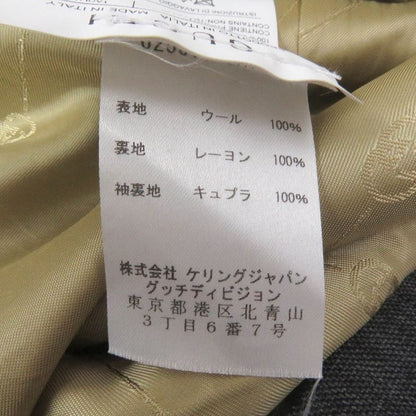 MADE IN ITALY
表地 ウール 100%
裏地 レーヨン 100%
袖裏地 キュプラ 100%
株式会社 ケリングジャパン
グッチディビジョン
東京都港区北青山
3丁目6番7号